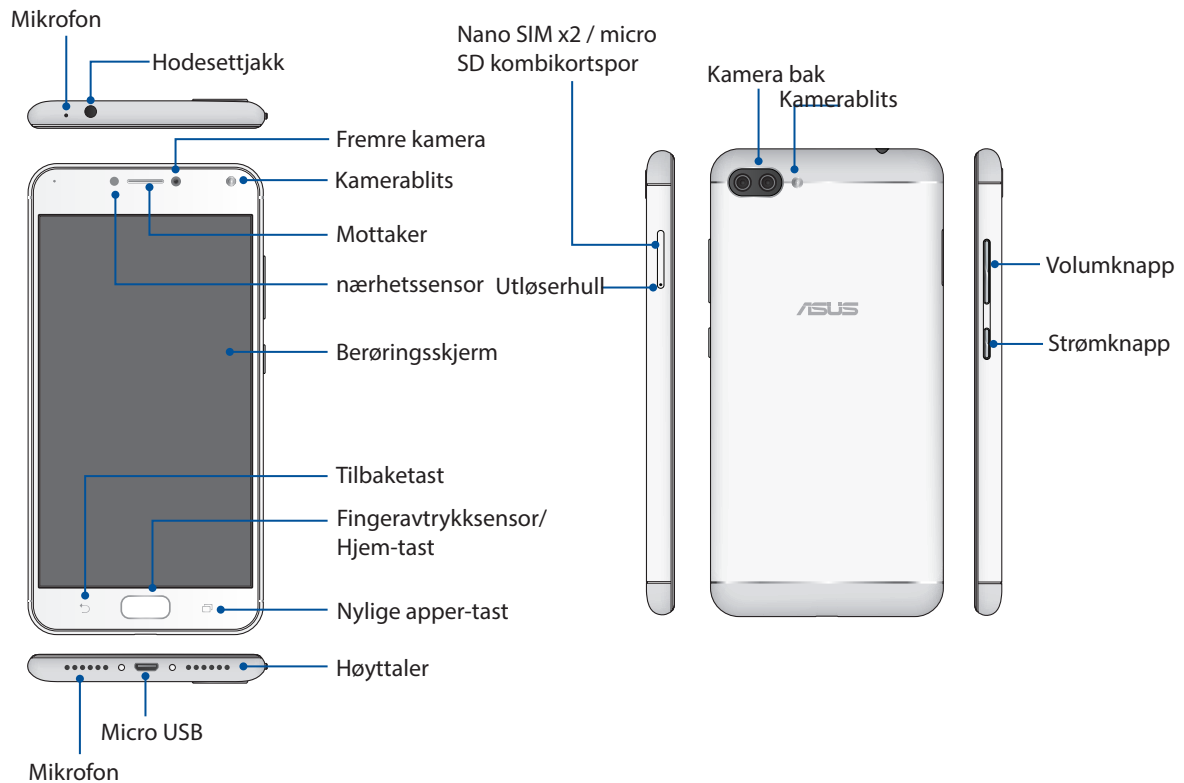 Mikrofon
Hodesettjakk
Fremre kamera
Kamerablits
Mottaker
nærhetssensor
Berøringsskjerm
Tilbaketast
Fingeravtrykksensor/
Hjem-tast
Nylige apper-tast
Høyttaler
Micro USB
Mikrofon
Nano SIM x2 / micro
SD kombikortspor
Utløserhull
Kamera bak
Kamerablits
ASUS
Volumknapp
Strømknapp